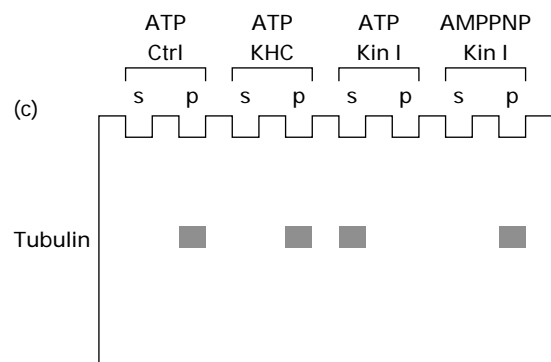 ATP ATP ATP AMPPNP
Ctrl KHC Kin I Kin I
s p s p s p s p
(c)
Tubulin